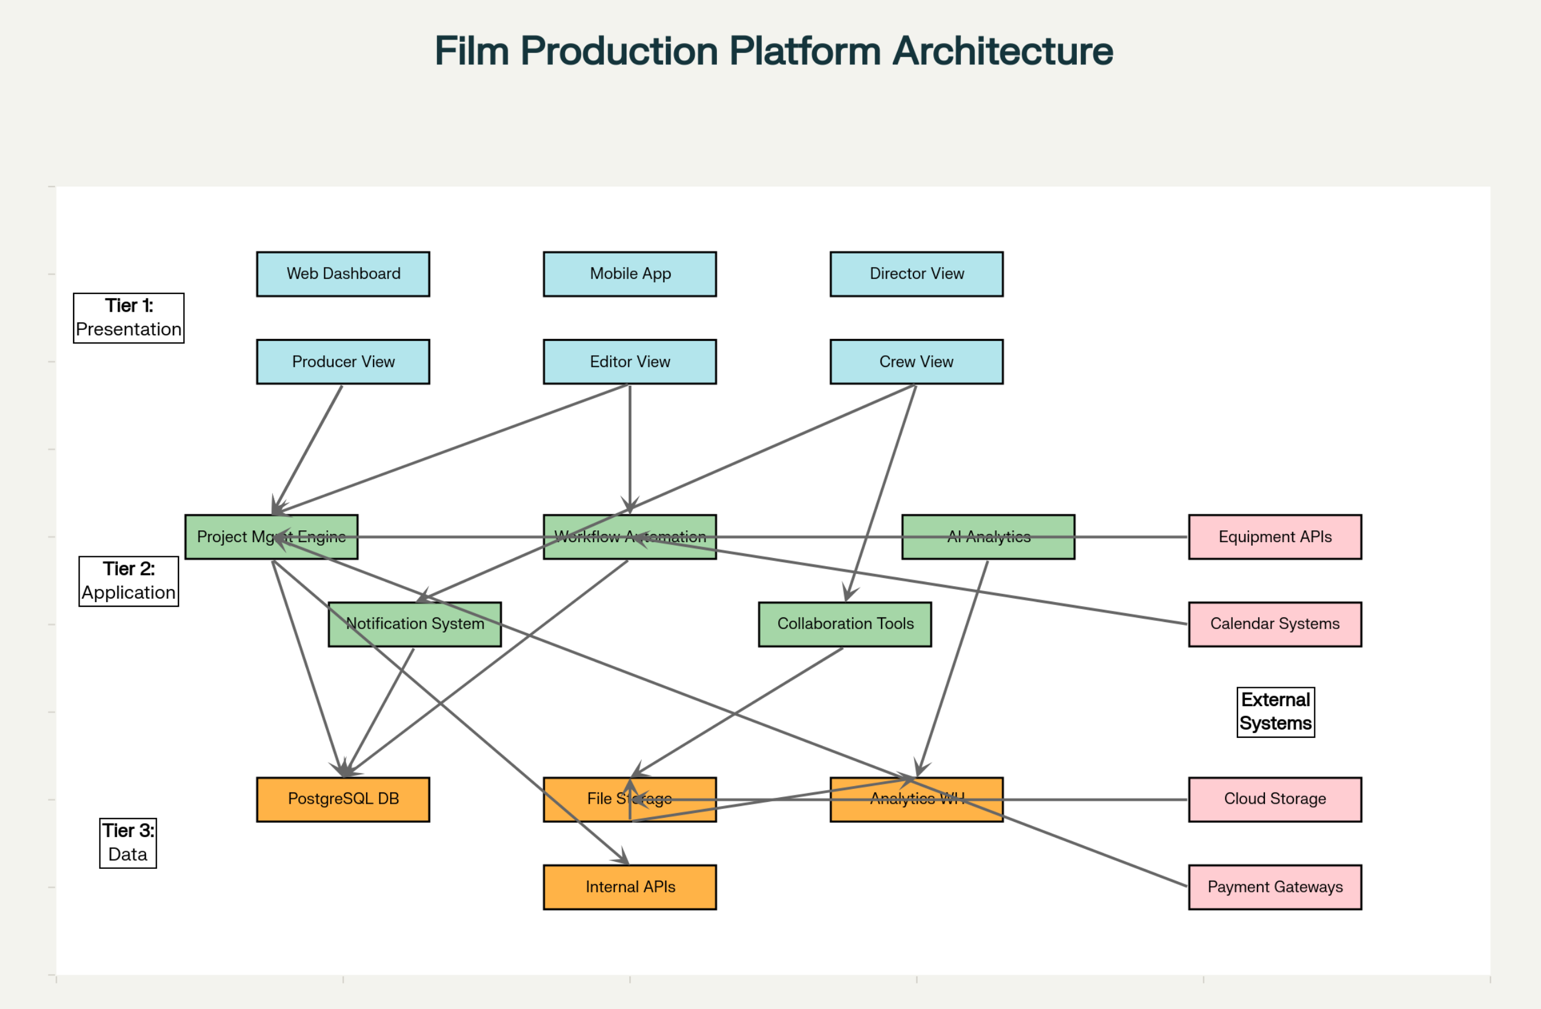 Film Production Platform Architecture
Web Dashboard
Mobile App
Director View
Tier 1:
Presentation
Producer View
Editor View
Crew View
Project Mgmt Engine
Workflow Automation
AI Analytics
Equipment APIs
Tier 2:
Application
Notification System
Collaboration Tools
Calendar Systems
External
Systems
PostgreSQL DB
File Storage
Analytics WH
Cloud Storage
Tier 3:
Data
Internal APIs
Payment Gateways